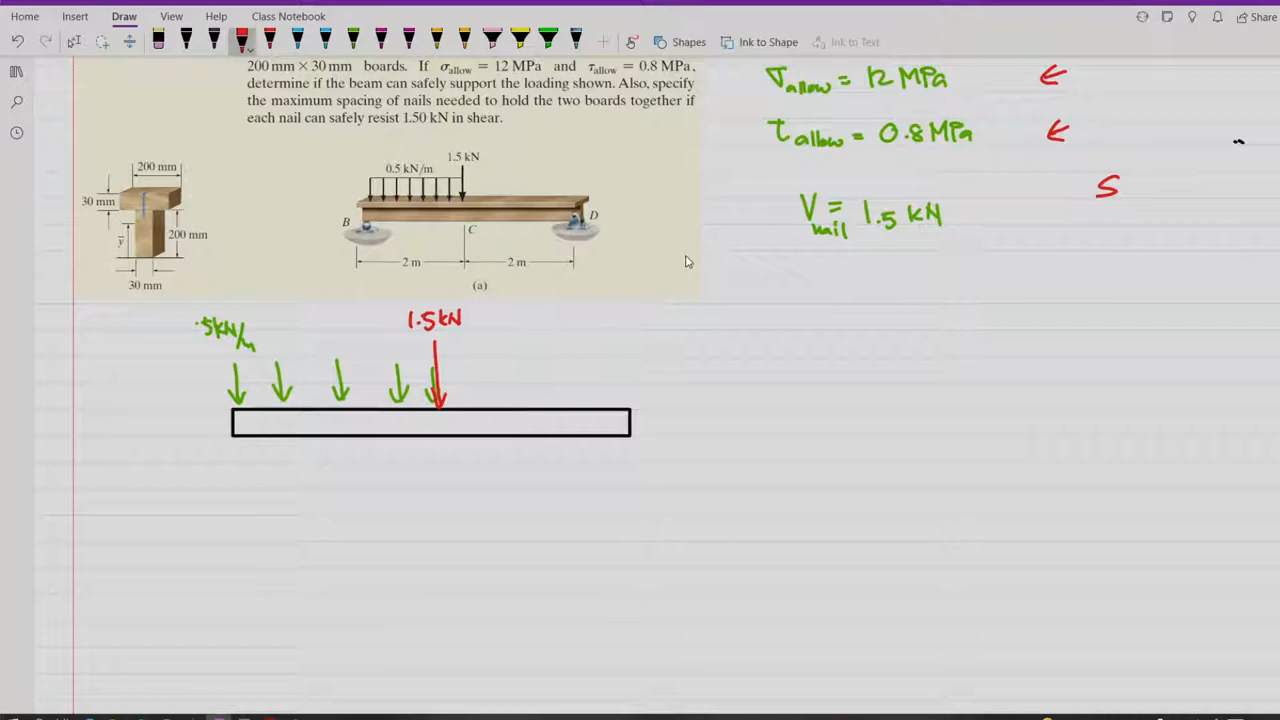 Home Insert Draw View Help Class Notebook Share
Shapes Ink to Shape Ink to Text
200 mm × 30 mm boards. If σallow = 12 MPa and τallow = 0.8 MPa,
determine if the beam can safely support the loading shown. Also, specify
the maximum spacing of nails needed to hold the two boards together if
each nail can safely resist 1.50 kN in shear.
σallow = 12 MPa ←
τallow = 0.8 MPa ←
S
Vnail = 1.5 kN
200 mm
30 mm
200 mm
ȳ
30 mm
1.5 kN
0.5 kN/m
B
C
D
2 m
2 m
(a)
.5kN/m
1.5kN